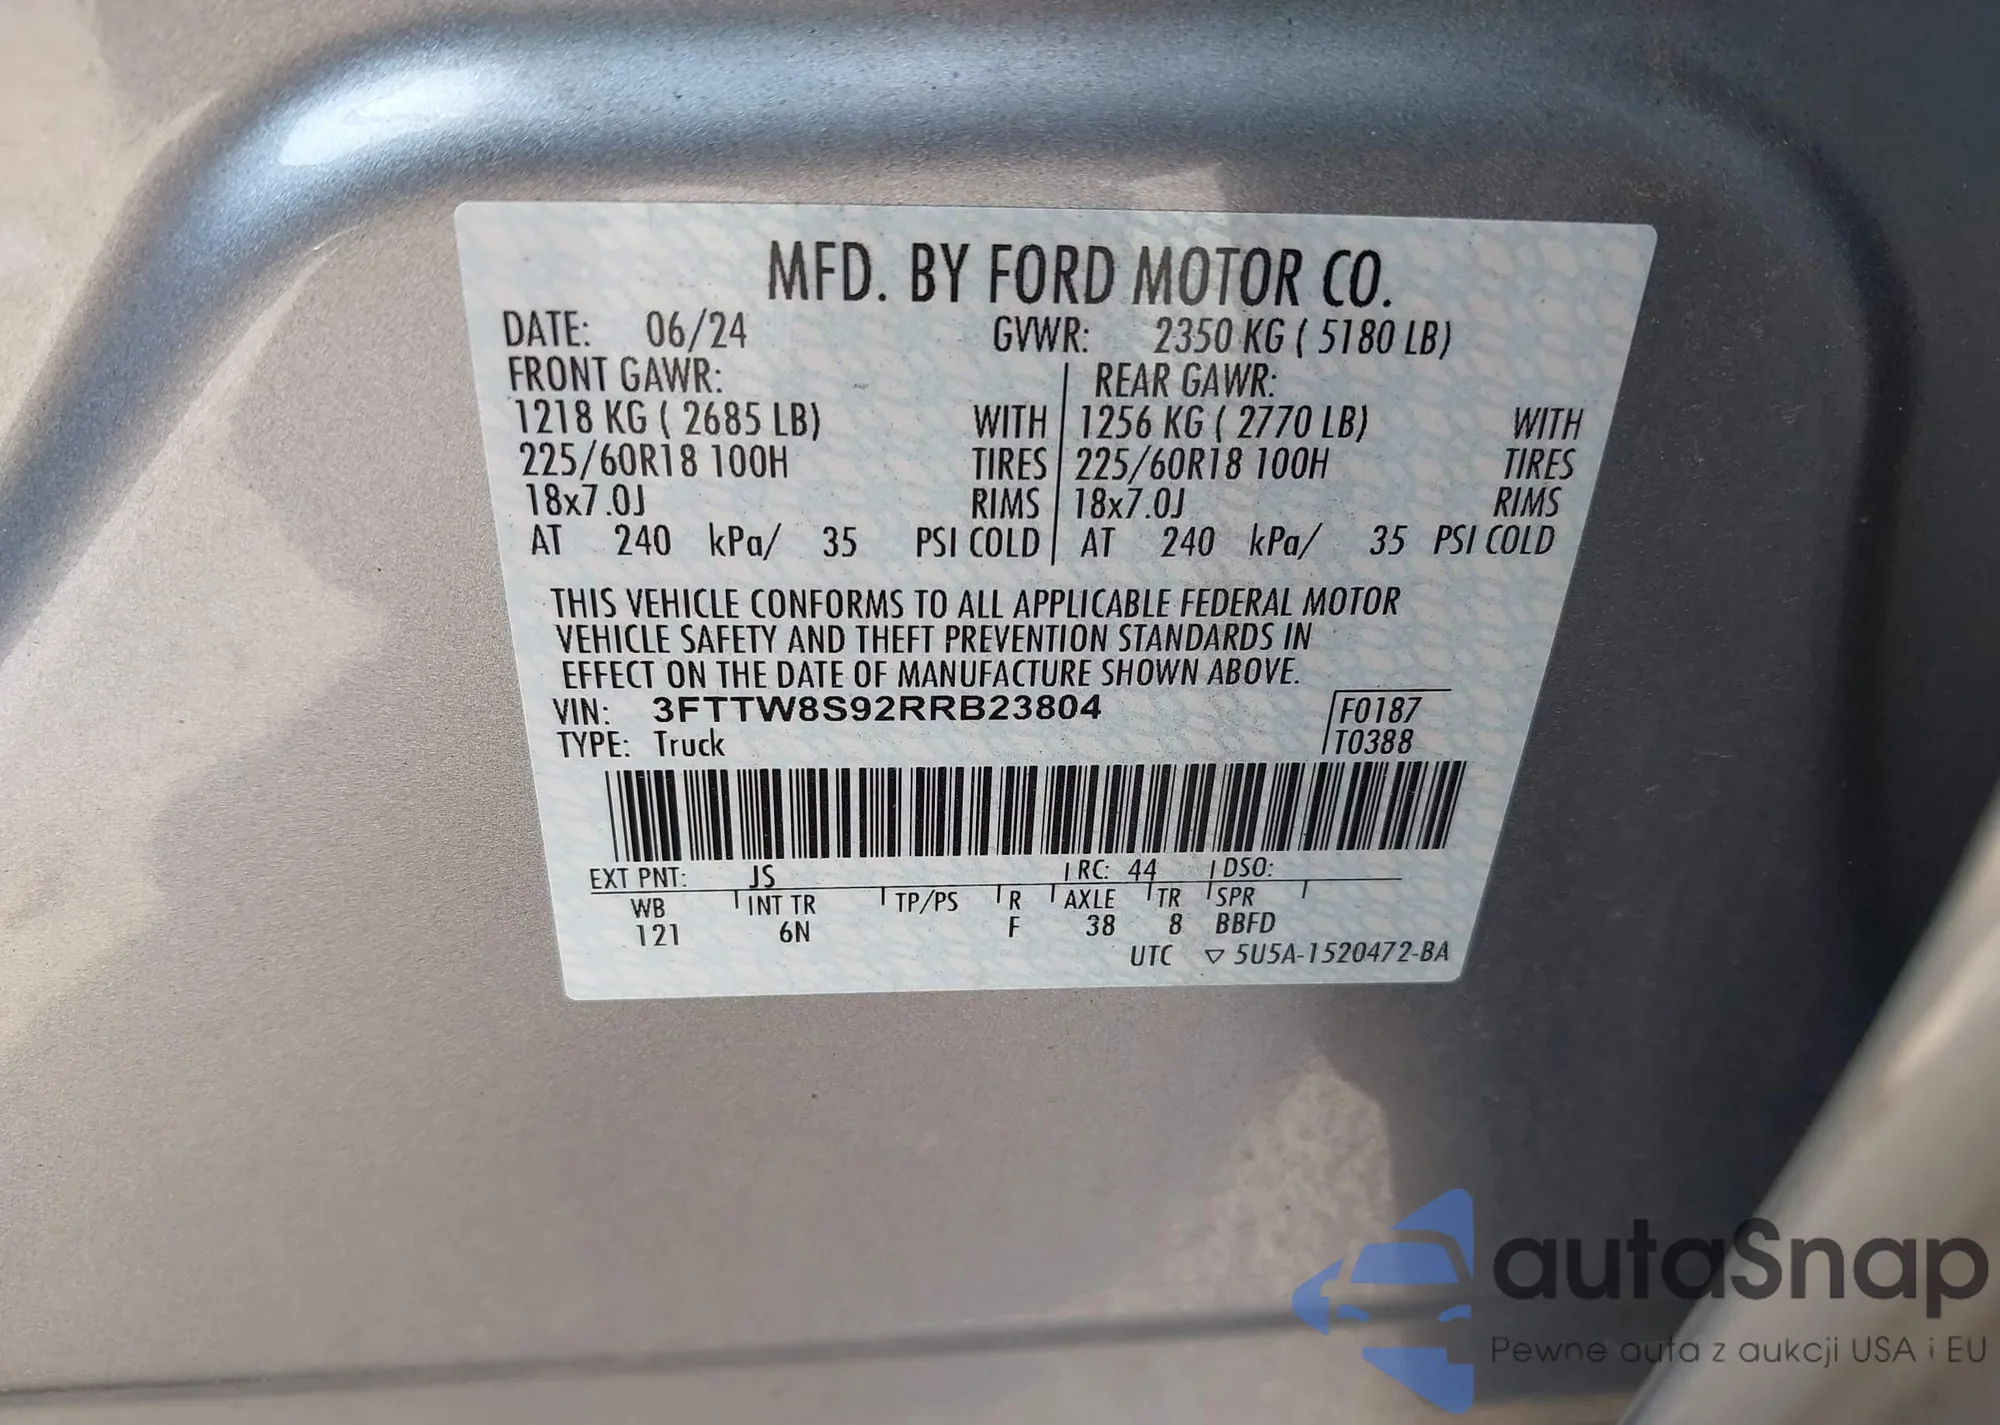 MFD. BY FORD MOTOR CO.
DATE: 06/24 GVWR: 2350 KG ( 5180 LB)
FRONT GAWR: REAR GAWR:
1218 KG ( 2685 LB) WITH 1256 KG ( 2770 LB) WITH
225/60R18 100H TIRES 225/60R18 100H TIRES
18x7.0J RIMS 18x7.0J RIMS
AT 240 kPa/ 35 PSI COLD AT 240 kPa/ 35 PSI COLD
THIS VEHICLE CONFORMS TO ALL APPLICABLE FEDERAL MOTOR
VEHICLE SAFETY AND THEFT PREVENTION STANDARDS IN
EFFECT ON THE DATE OF MANUFACTURE SHOWN ABOVE.
VIN: 3FTTW8S92RRB23804 F0187
TYPE: Truck T0388
EXT PNT: JS RC: 44 DSO:
WB INT TR TP/PS R AXLE TR SPR
121 6N F 38 8 BBFD
UTC ▽ 5U5A-1520472-BA
autaSnap
Pewne auta z aukcji USA i EU